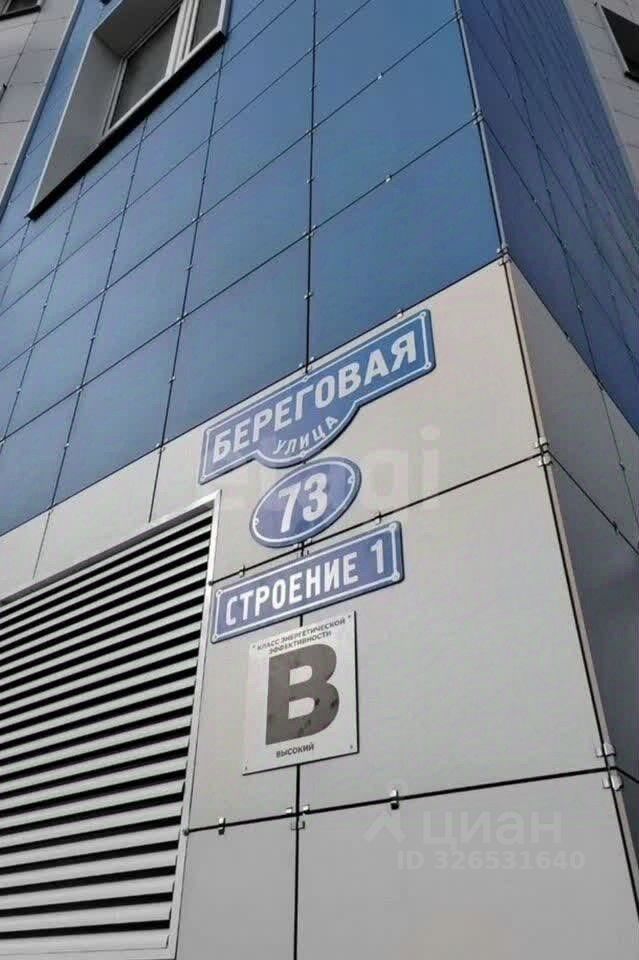 БЕРЕГОВАЯ
УЛИЦА
73
СТРОЕНИЕ 1
КЛАСС ЭНЕРГЕТИЧЕСКОЙ
ЭФФЕКТИВНОСТИ
B
ВЫСОКИЙ
циан
ID 326531640